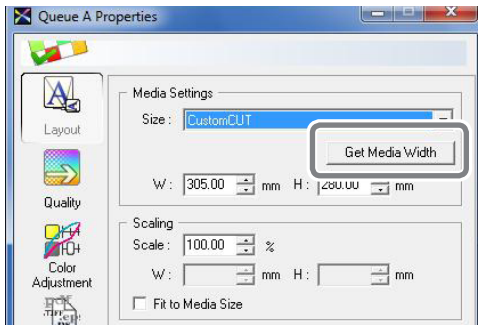 Queue A Properties
Media Settings
Size : CustomCUT
Get Media Width
W : 305.00 mm H : 280.00 mm
Layout
Quality
Scaling
Scale : 100.00 %
W : mm H : mm
Color
Adjustment
Fit to Media Size